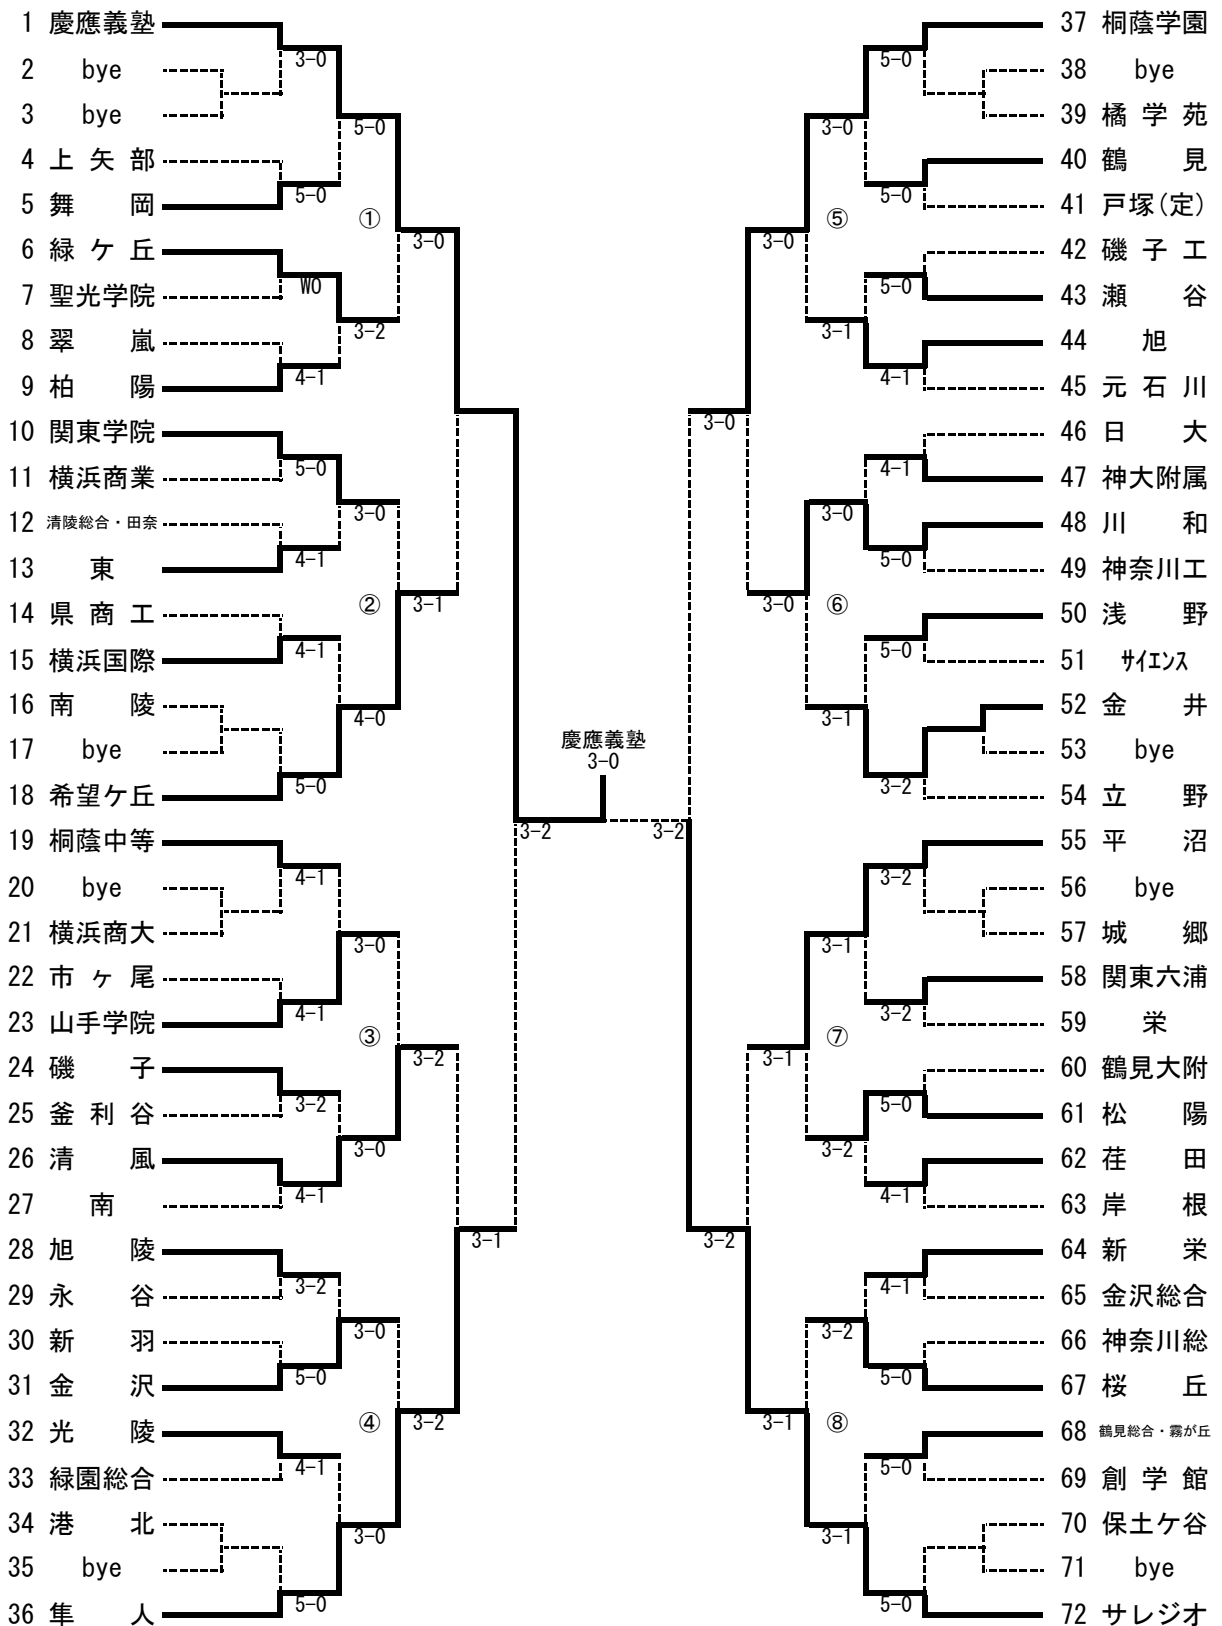 1 慶應義塾
2 bye
3 bye
4 上矢部
5 舞岡
6 緑ケ丘
7 聖光学院
8 翠嵐
9 柏陽
10 関東学院
11 横浜商業
12 清陵総合・田奈
13 東
14 県商工
15 横浜国際
16 南陵
17 bye
18 希望ケ丘
19 桐蔭中等
20 bye
21 横浜商大
22 市ヶ尾
23 山手学院
24 磯子
25 釜利谷
26 清風
27 南
28 旭陵
29 永谷
30 新羽
31 金沢
32 光陵
33 緑園総合
34 港北
35 bye
36 隼人
3-0
5-0
WO
4-1
5-0
4-1
4-1
5-0
4-1
4-1
3-2
4-1
3-2
5-0
4-1
5-0
5-0
3-2
3-0
4-0
3-0
3-0
3-0
3-0
①
②
③
④
3-0
3-1
3-2
3-2
3-1
3-2
慶應義塾
3-0
3-2
3-0
3-2
3-0
3-0
3-1
3-1
⑤
⑥
⑦
⑧
3-0
3-1
3-0
3-1
3-1
3-2
3-2
3-1
5-0
5-0
5-0
4-1
4-1
5-0
5-0
3-2
3-2
3-2
5-0
4-1
4-1
5-0
5-0
5-0
37 桐蔭学園
38 bye
39 橘学苑
40 鶴見
41 戸塚(定)
42 磯子工
43 瀬谷
44 旭
45 元石川
46 日大
47 神大附属
48 川和
49 神奈川工
50 浅野
51 サイエンス
52 金井
53 bye
54 立野
55 平沼
56 bye
57 城郷
58 関東六浦
59 栄
60 鶴見大附
61 松陽
62 荏田
63 岸根
64 新栄
65 金沢総合
66 神奈川総
67 桜丘
68 鶴見総合・霧が丘
69 創学館
70 保土ケ谷
71 bye
72 サレジオ